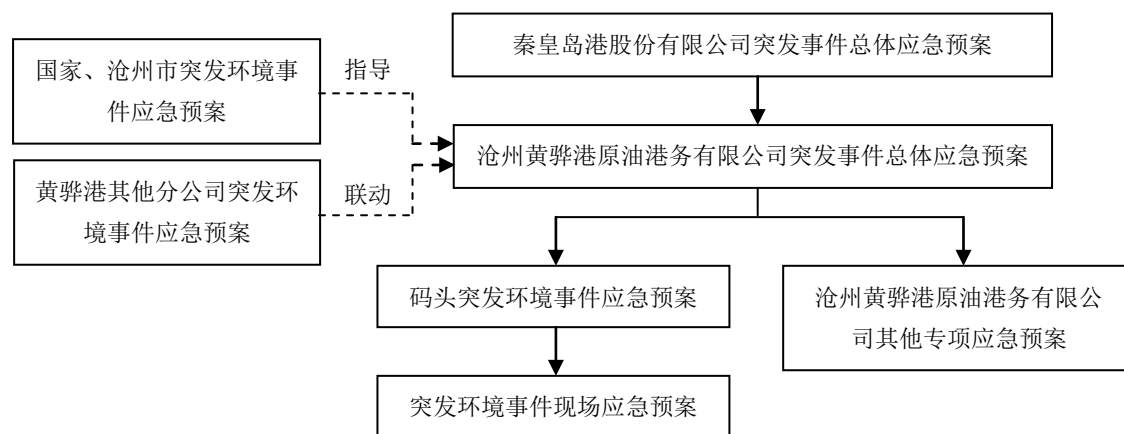 秦皇岛港股份有限公司突发事件总体应急预案
国家、沧州市突发环境事
件应急预案
指导
沧州黄骅港原油港务有限公司突发事件总体应急预案
黄骅港其他分公司突发环
境事件应急预案
联动
码头突发环境事件应急预案
沧州黄骅港原油港务有限公
司其他专项应急预案
突发环境事件现场应急预案